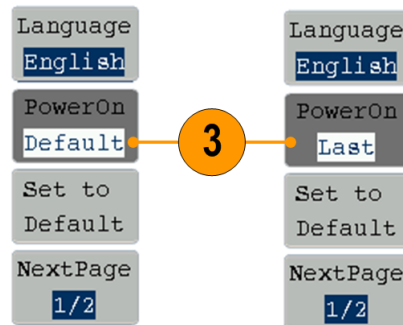 Language
English
PowerOn
Default
Set to
Default
NextPage
1/2
3
Language
English
PowerOn
Last
Set to
Default
NextPage
1/2